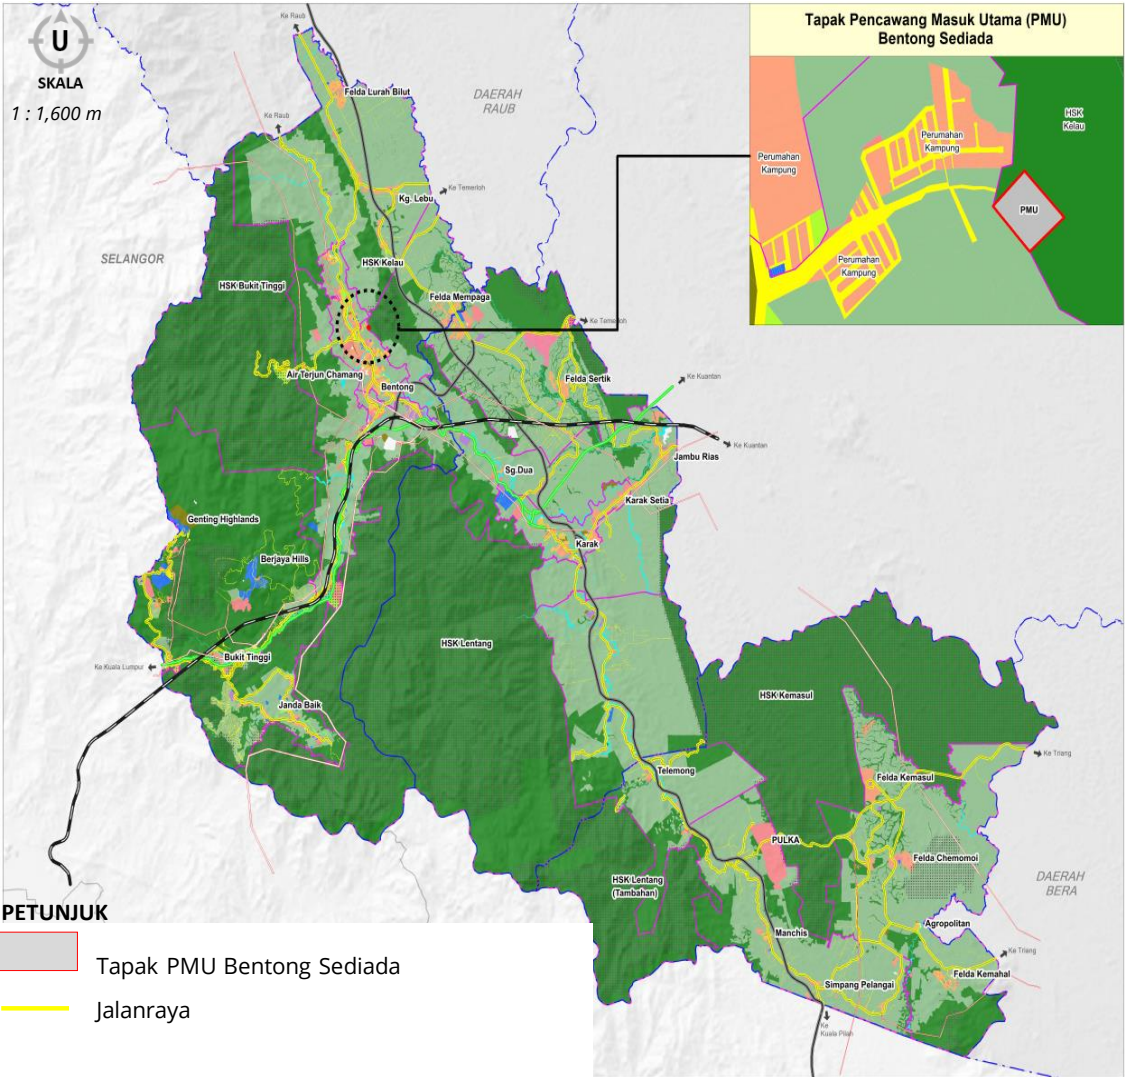 U
SKALA
1 : 1,600 m
Tapak Pencawang Masuk Utama (PMU)
Bentong Sediada
Perumahan
Kampung
Perumahan
Kampung
Perumahan
Kampung
HSK
Kelau
PMU
Ke Raub
Felda Lurah Bilut
DAERAH
RAUB
Ke Raub
Ke Temerloh
Kg. Lebu
SELANGOR
HSK Kelau
HSK Bukit Tinggi
Felda Mempaga
Ke Temerloh
Air Terjun Chamang
Bentong
Felda Sertik
Ke Kuantan
Ke Kuantan
Jambu Rias
Sg.Dua
Karak Setia
Genting Highlands
Karak
Berjaya Hills
HSK Lentang
Ke Kuala Lumpur
Bukit Tinggi
Janda Baik
HSK Kemasul
Ke Triang
Telemong
Felda Kemasul
PULKA
Felda Chemomoi
HSK Lentang
(Tambahan)
DAERAH
BERA
Agropolitan
Manchis
Ke Triang
Felda Kemahal
Simpang Pelangai
Ke
Kuala Pilah
PETUNJUK
Tapak PMU Bentong Sediada
Jalanraya